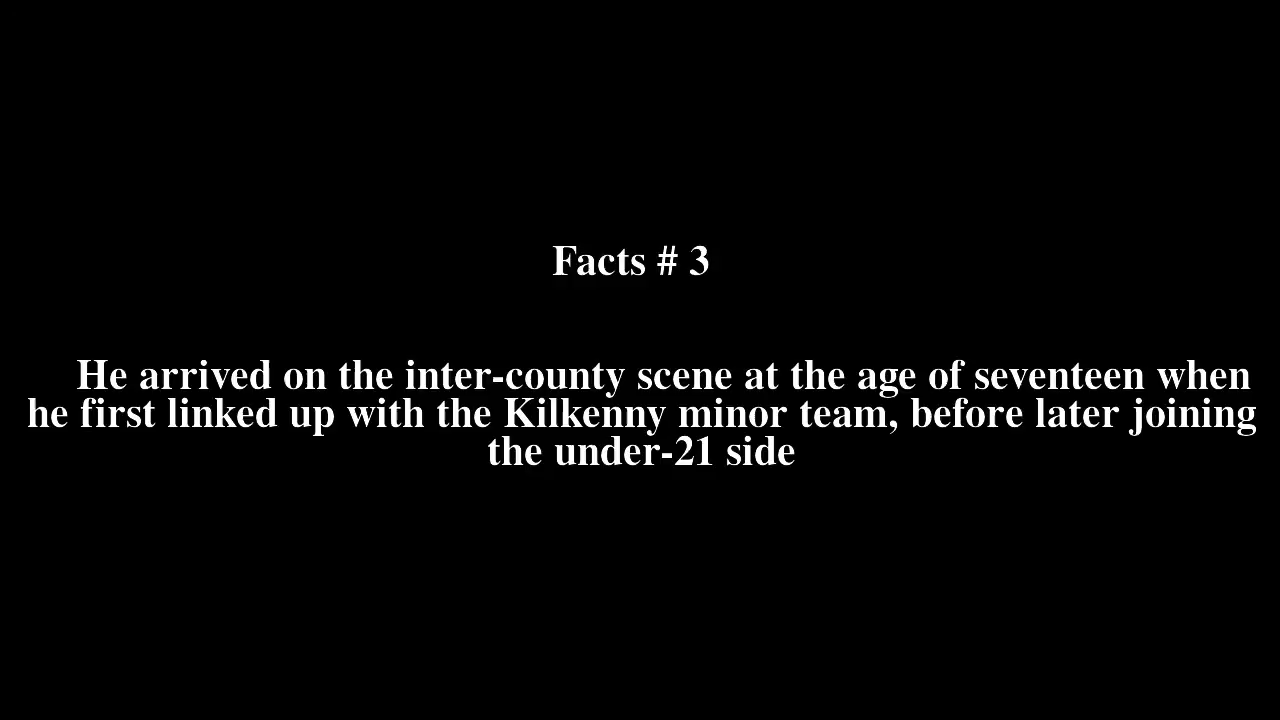 Facts # 3
He arrived on the inter-county scene at the age of seventeen when
he first linked up with the Kilkenny minor team, before later joining
the under-21 side